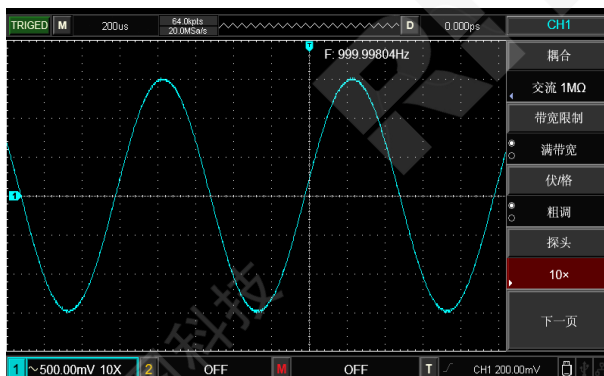 TRIGED M 200us 64.0kpts D 0.000ps CH1
20.0MSa/s
T
F: 999.99804Hz
耦合
交流 1MΩ
带宽限制
满带宽
1
伏/格
粗调
探头
10×
下一页
1 ~500.00mV 10X 2 OFF M OFF T CH1 200.00mV